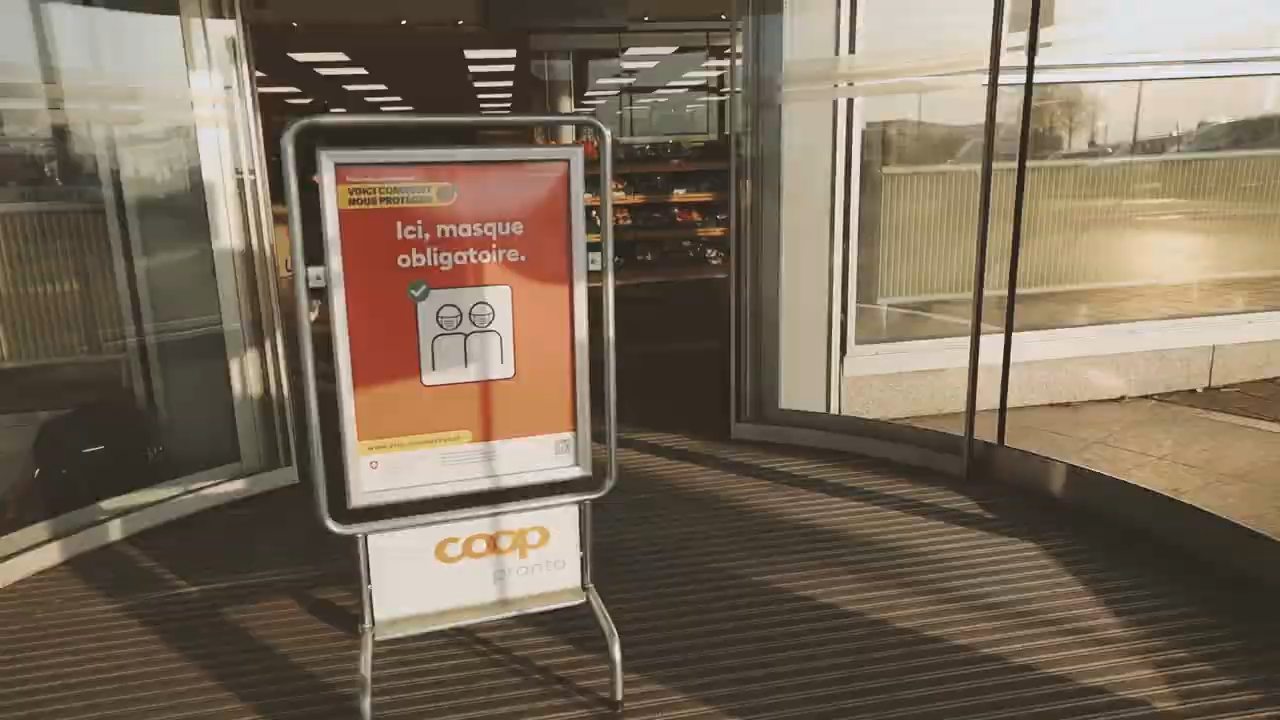 VOICI COMMENT
NOUS PROTÉGER
Ici, masque
obligatoire.
coop
pronto